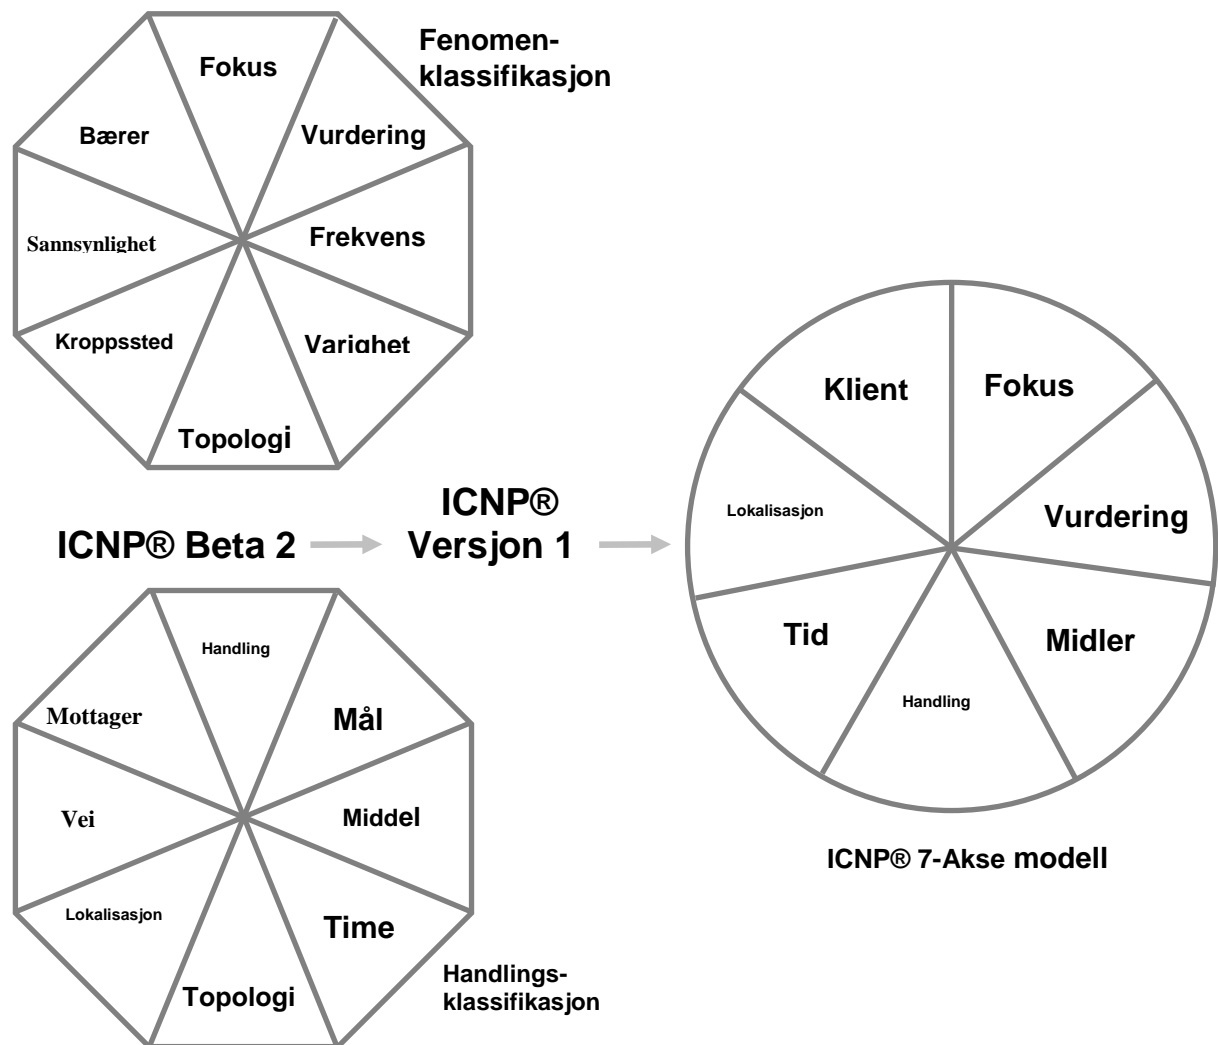 Fenomen-
klassifikasjon
Fokus
Vurdering
Frekvens
Varighet
Topologi
Kroppssted
Sannsynlighet
Bærer
ICNP® Beta 2
ICNP®
Versjon 1
Handling
Mål
Middel
Time
Topologi
Lokalisasjon
Vei
Mottager
Handlings-
klassifikasjon
Klient
Fokus
Vurdering
Midler
Handling
Tid
Lokalisasjon
ICNP® 7-Akse modell